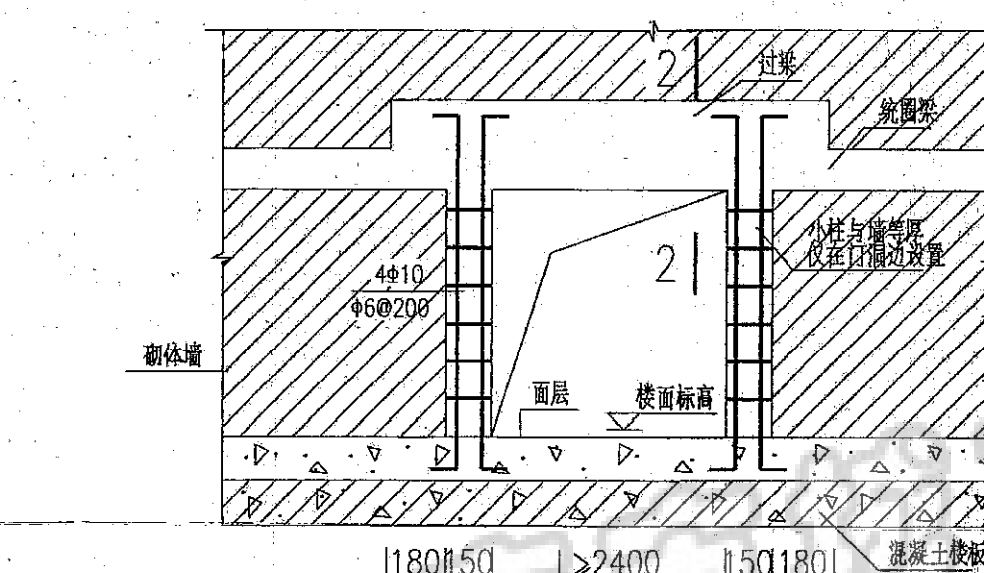 2
过梁
统圈梁
小柱与墙等厚
仅在门洞边设置
2
4Φ10
Φ6@200
砌体墙
面层
楼面标高
180 150 ≥2400 150 180
混凝土楼板